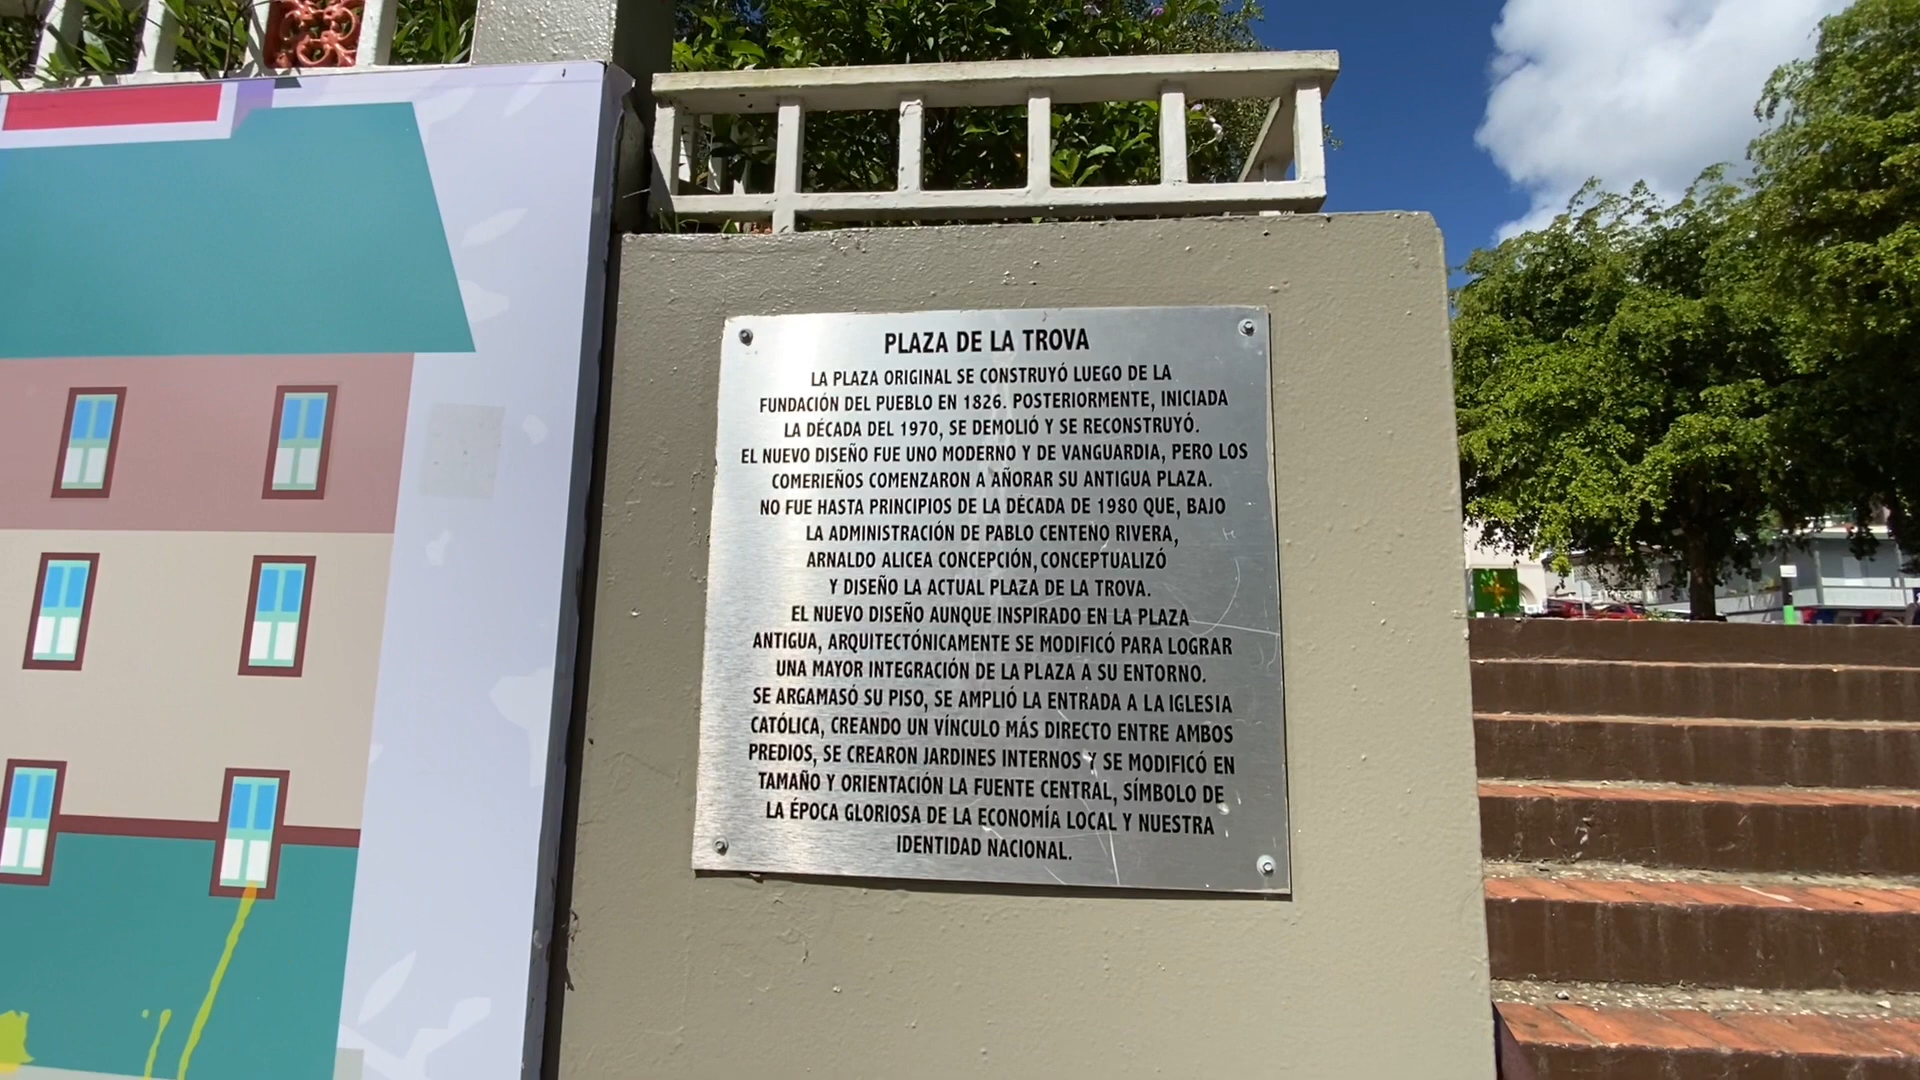 PLAZA DE LA TROVA
LA PLAZA ORIGINAL SE CONSTRUYÓ LUEGO DE LA
FUNDACIÓN DEL PUEBLO EN 1826. POSTERIORMENTE, INICIADA
LA DÉCADA DEL 1970, SE DEMOLIÓ Y SE RECONSTRUYÓ.
EL NUEVO DISEÑO FUE UNO MODERNO Y DE VANGUARDIA, PERO LOS
COMERIEÑOS COMENZARON A AÑORAR SU ANTIGUA PLAZA.
NO FUE HASTA PRINCIPIOS DE LA DÉCADA DE 1980 QUE, BAJO
LA ADMINISTRACIÓN DE PABLO CENTENO RIVERA,
ARNALDO ALICEA CONCEPCIÓN, CONCEPTUALIZÓ
Y DISEÑO LA ACTUAL PLAZA DE LA TROVA.
EL NUEVO DISEÑO AUNQUE INSPIRADO EN LA PLAZA
ANTIGUA, ARQUITECTÓNICAMENTE SE MODIFICÓ PARA LOGRAR
UNA MAYOR INTEGRACIÓN DE LA PLAZA A SU ENTORNO.
SE ARGAMASÓ SU PISO, SE AMPLIÓ LA ENTRADA A LA IGLESIA
CATÓLICA, CREANDO UN VÍNCULO MÁS DIRECTO ENTRE AMBOS
PREDIOS, SE CREARON JARDINES INTERNOS Y SE MODIFICÓ EN
TAMAÑO Y ORIENTACIÓN LA FUENTE CENTRAL, SÍMBOLO DE
LA ÉPOCA GLORIOSA DE LA ECONOMÍA LOCAL Y NUESTRA
IDENTIDAD NACIONAL.